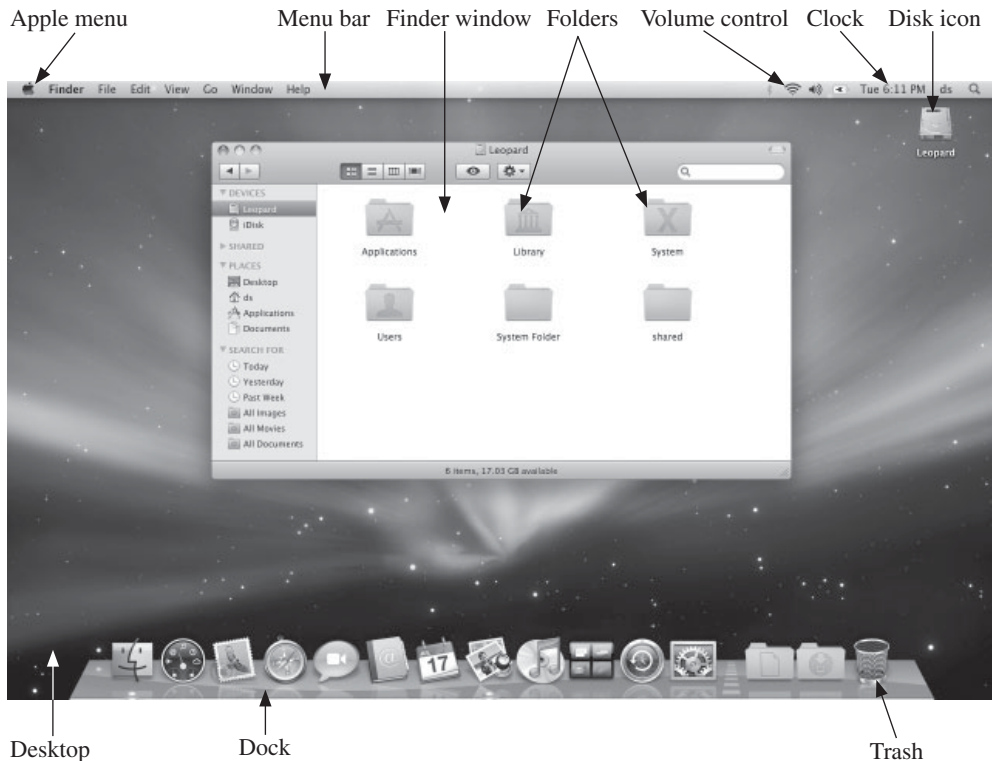 Apple menu Menu bar Finder window Folders Volume control Clock Disk icon
Finder File Edit View Go Window Help Tue 6:11 PM ds
Leopard
Leopard
DEVICES
Leopard
iDisk
SHARED
PLACES
Desktop
ds
Applications
Documents
SEARCH FOR
Today
Yesterday
Past Week
All Images
All Movies
All Documents
Applications Library System
Users System Folder shared
6 items, 17.03 GB available
17
Desktop Dock Trash